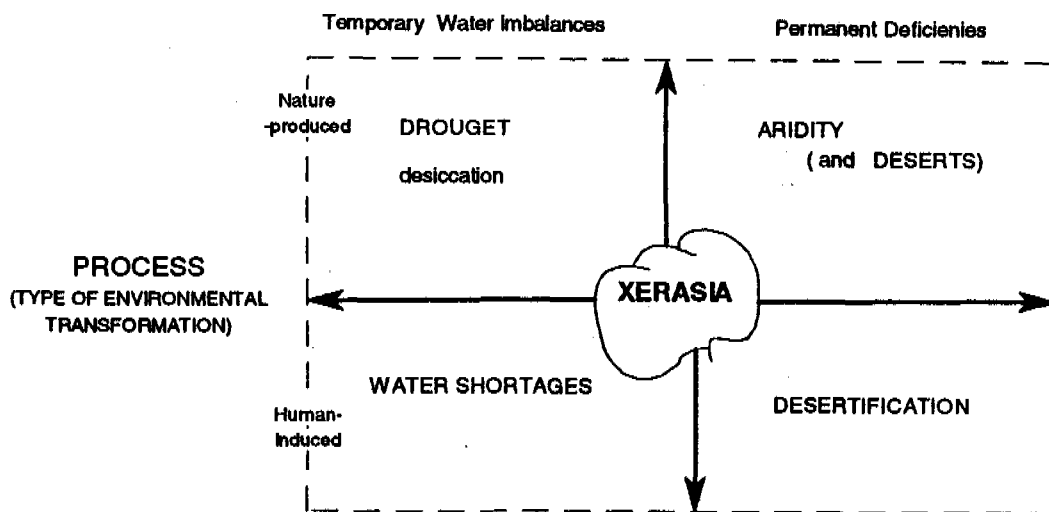 Temporary Water Imbalances
Permanent Deficienies
Nature
-produced
DROUGET
desiccation
ARIDITY
(and DESERTS)
PROCESS
(TYPE OF ENVIRONMENTAL
TRANSFORMATION)
XERASIA
WATER SHORTAGES
DESERTIFICATION
Human-
Induced